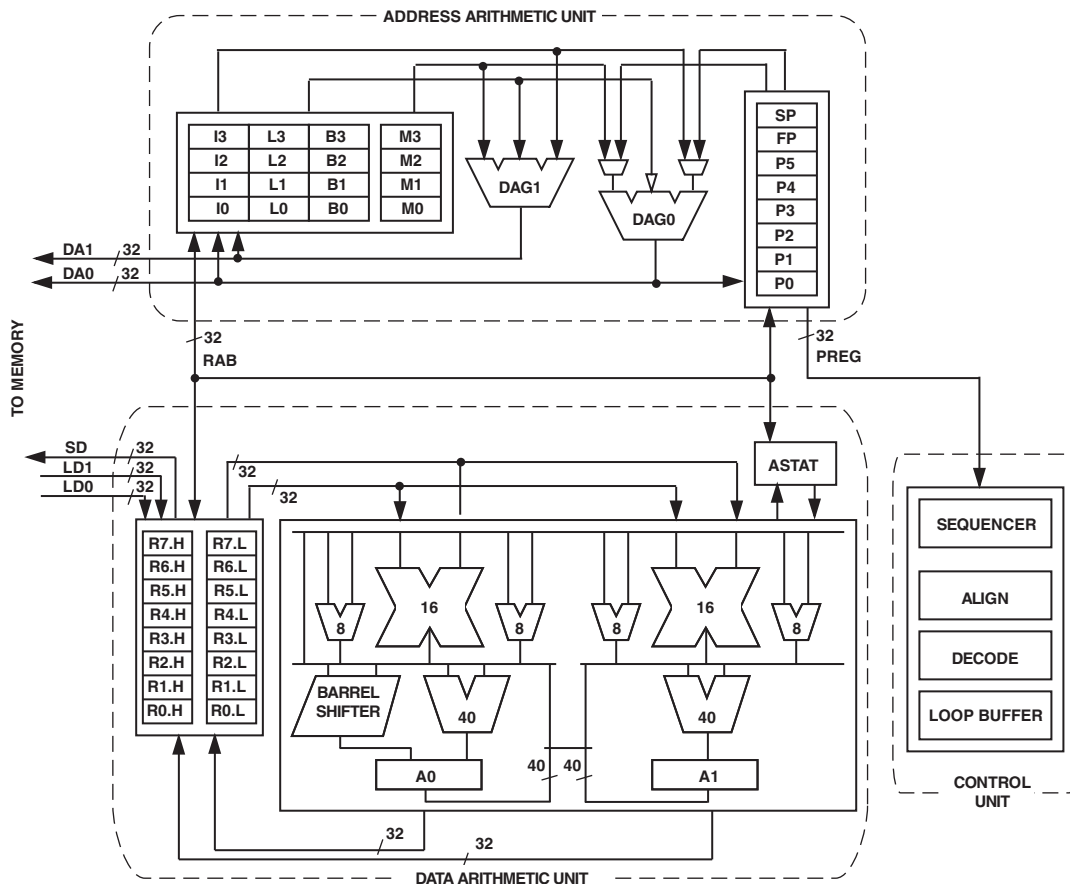 ADDRESS ARITHMETIC UNIT
SP
FP
P5
P4
P3
P2
P1
P0
I3 L3 B3 M3
I2 L2 B2 M2
I1 L1 B1 M1
I0 L0 B0 M0
DAG1
DAG0
DA1 32
DA0 32
32
RAB
32
PREG
TO MEMORY
SD 32
LD1 32
LD0 32
32
32
ASTAT
R7.H R7.L
R6.H R6.L
R5.H R5.L
R4.H R4.L
R3.H R3.L
R2.H R2.L
R1.H R1.L
R0.H R0.L
16
8 8
16
8 8
BARREL
SHIFTER
40
40
A0
40 40
A1
32
32
DATA ARITHMETIC UNIT
SEQUENCER
ALIGN
DECODE
LOOP BUFFER
CONTROL
UNIT